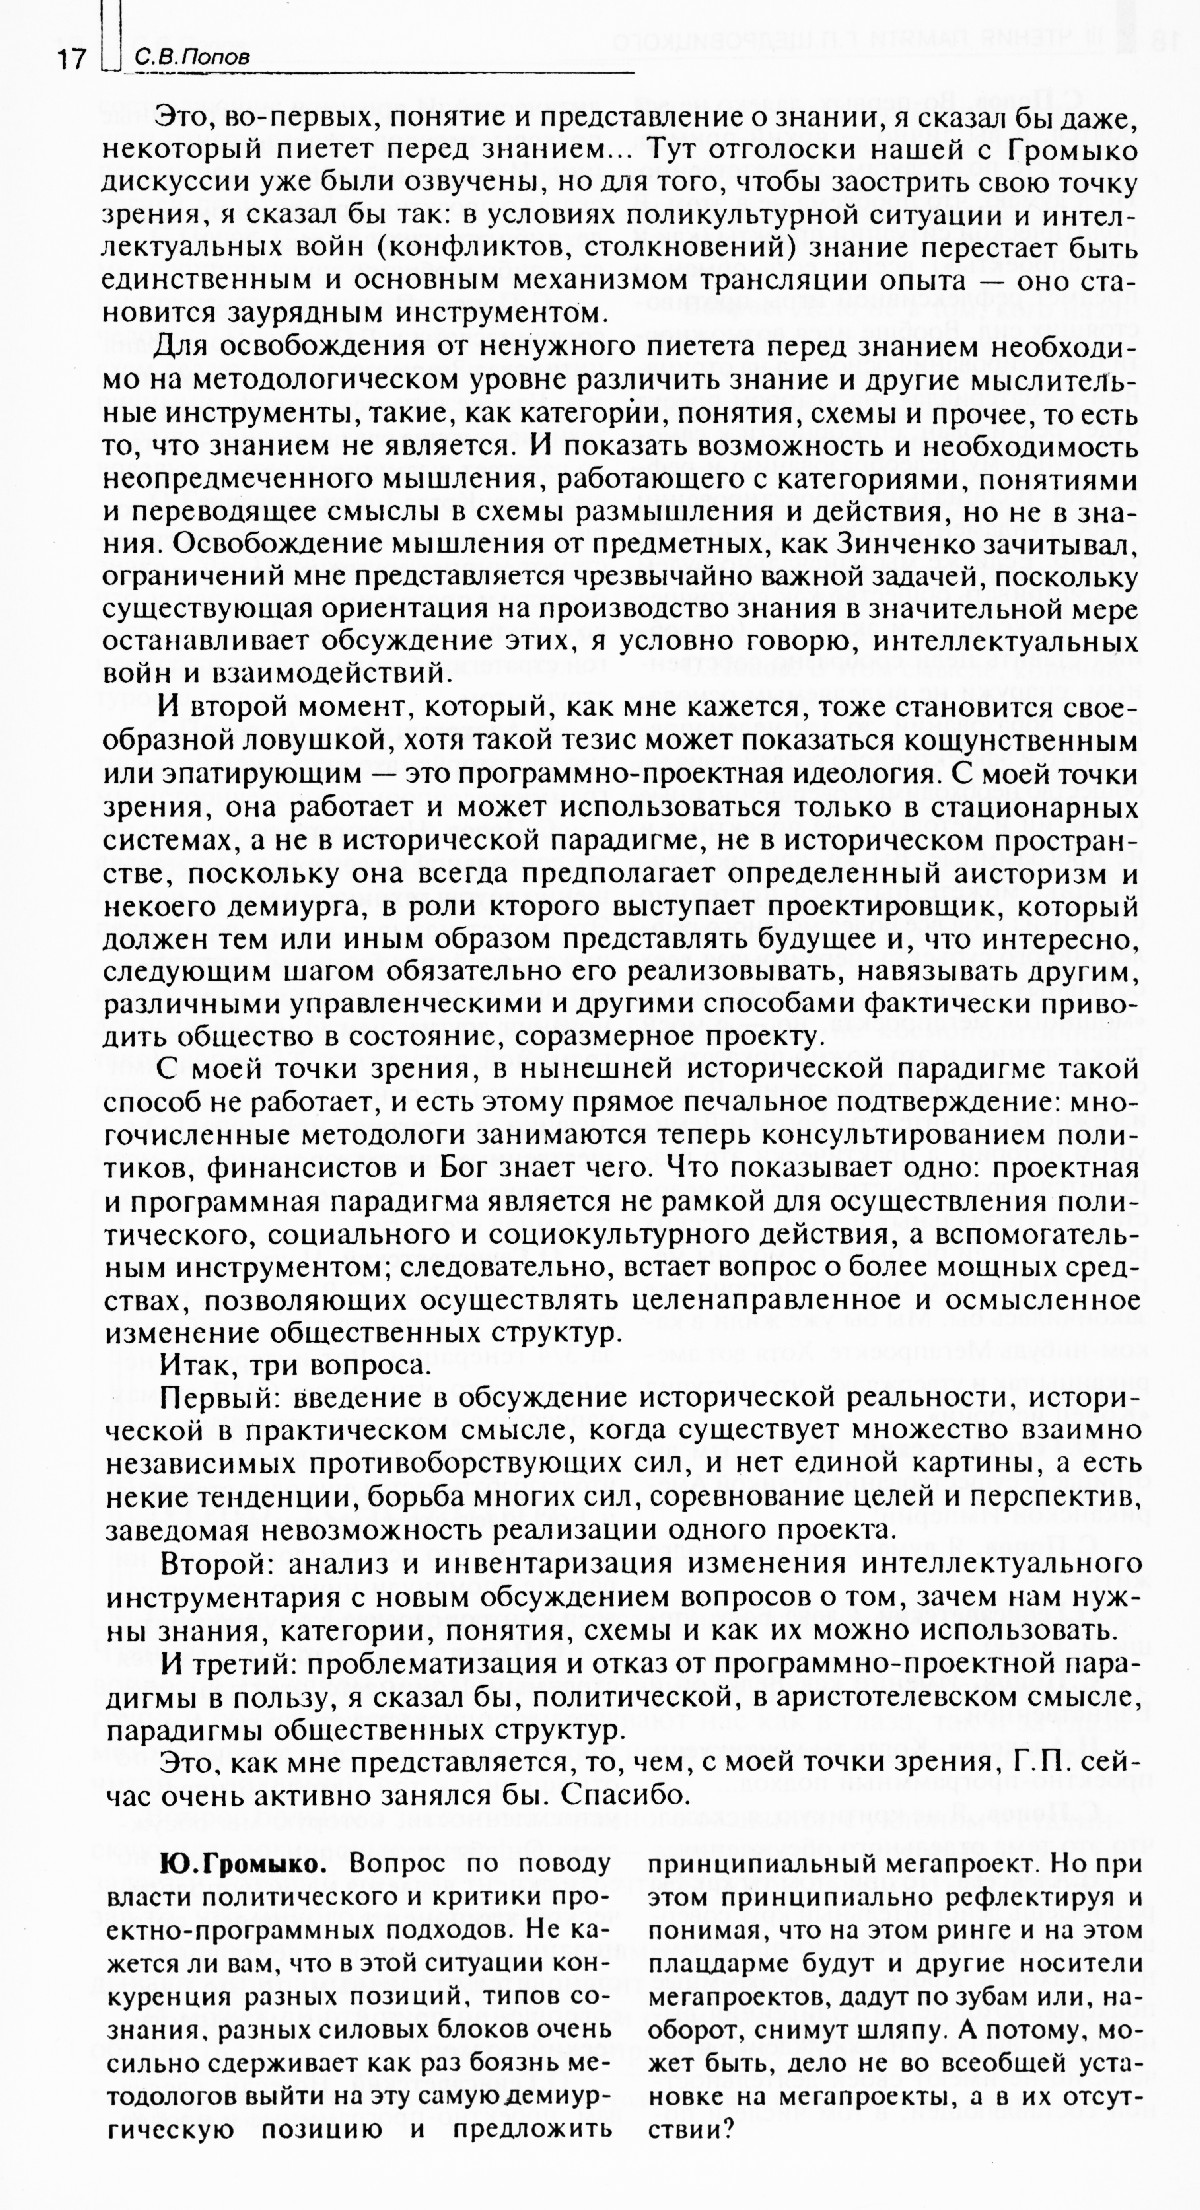 17 С.В.Попов
Это, во-первых, понятие и представление о знании, я сказал бы даже,
некоторый пиетет перед знанием... Тут отголоски нашей с Громыко
дискуссии уже были озвучены, но для того, чтобы заострить свою точку
зрения, я сказал бы так: в условиях поликультурной ситуации и интел-
лектуальных войн (конфликтов, столкновений) знание перестает быть
единственным и основным механизмом трансляции опыта — оно ста-
новится заурядным инструментом.
Для освобождения от ненужного пиетета перед знанием необходи-
мо на методологическом уровне различить знание и другие мыслитель-
ные инструменты, такие, как категории, понятия, схемы и прочее, то есть
то, что знанием не является. И показать возможность и необходимость
неопредмеченного мышления, работающего с категориями, понятиями
и переводящее смыслы в схемы размышления и действия, но не в зна-
ния. Освобождение мышления от предметных, как Зинченко зачитывал,
ограничений мне представляется чрезвычайно важной задачей, поскольку
существующая ориентация на производство знания в значительной мере
останавливает обсуждение этих, я условно говорю, интеллектуальных
войн и взаимодействий.
И второй момент, который, как мне кажется, тоже становится свое-
образной ловушкой, хотя такой тезис может показаться кощунственным
или эпатирующим — это программно-проектная идеология. С моей точки
зрения, она работает и может использоваться только в стационарных
системах, а не в исторической парадигме, не в историческом простран-
стве, поскольку она всегда предполагает определенный аисторизм и
некоего демиурга, в роли кторого выступает проектировщик, который
должен тем или иным образом представлять будущее и, что интересно,
следующим шагом обязательно его реализовывать, навязывать другим,
различными управленческими и другими способами фактически приво-
дить общество в состояние, соразмерное проекту.
С моей точки зрения, в нынешней исторической парадигме такой
способ не работает, и есть этому прямое печальное подтверждение: мно-
гочисленные методологи занимаются теперь консультированием поли-
тиков, финансистов и Бог знает чего. Что показывает одно: проектная
и программная парадигма является не рамкой для осуществления поли-
тического, социального и социокультурного действия, а вспомогатель-
ным инструментом; следовательно, встает вопрос о более мощных сред-
ствах, позволяющих осуществлять целенаправленное и осмысленное
изменение общественных структур.
Итак, три вопроса.
Первый: введение в обсуждение исторической реальности, истори-
ческой в практическом смысле, когда существует множество взаимно
независимых противоборствующих сил, и нет единой картины, а есть
некие тенденции, борьба многих сил, соревнование целей и перспектив,
заведомая невозможность реализации одного проекта.
Второй: анализ и инвентаризация изменения интеллектуального
инструментария с новым обсуждением вопросов о том, зачем нам нуж-
ны знания, категории, понятия, схемы и как их можно использовать.
И третий: проблематизация и отказ от программно-проектной пара-
дигмы в пользу, я сказал бы, политической, в аристотелевском смысле,
парадигмы общественных структур.
Это, как мне представляется, то, чем, с моей точки зрения, Г.П. сей-
час очень активно занялся бы. Спасибо.
Ю.Громыко. Вопрос по поводу
власти политического и критики про-
ектно-программных подходов. Не ка-
жется ли вам, что в этой ситуации кон-
куренция разных позиций, типов со-
знания, разных силовых блоков очень
сильно сдерживает как раз боязнь ме-
тодологов выйти на эту самую демиур-
гическую позицию и предложить
принципиальный мегапроект. Но при
этом принципиально рефлектируя и
понимая, что на этом ринге и на этом
плацдарме будут и другие носители
мегапроектов, дадут по зубам или, на-
оборот, снимут шляпу. А потому, мо-
жет быть, дело не во всеобщей уста-
новке на мегапроекты, а в их отсут-
ствии?